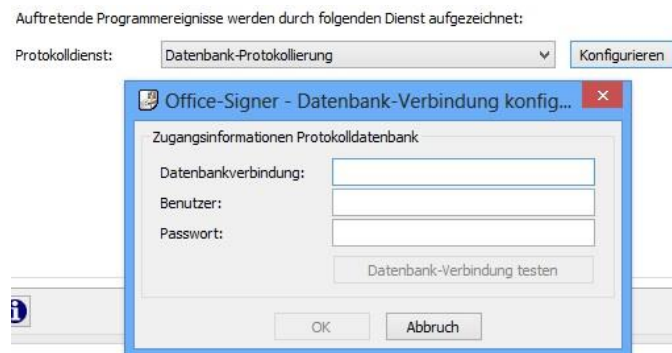 Auftretende Programmereignisse werden durch folgenden Dienst aufgezeichnet:
Protokolldienst: Datenbank-Protokollierung Konfigurieren
Office-Signer - Datenbank-Verbindung konfig...
Zugangsinformationen Protokolldatenbank
Datenbankverbindung:
Benutzer:
Passwort:
Datenbank-Verbindung testen
OK Abbruch